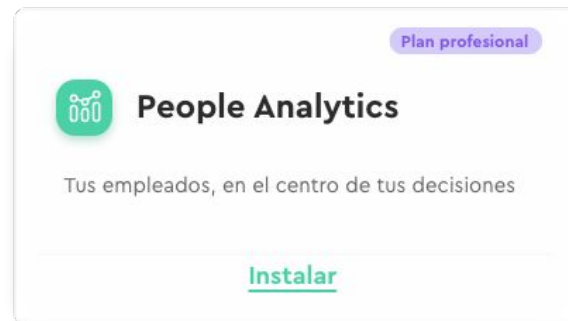 Plan profesional
People Analytics
Tus empleados, en el centro de tus decisiones
Instalar